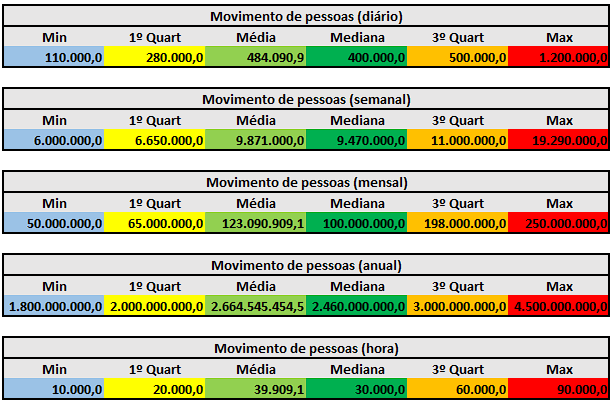 Movimento de pessoas (diário)
Min 1º Quart Média Mediana 3º Quart Max
110.000,0 280.000,0 484.090,9 400.000,0 500.000,0 1.200.000,0
Movimento de pessoas (semanal)
Min 1º Quart Média Mediana 3º Quart Max
6.000.000,0 6.650.000,0 9.871.000,0 9.470.000,0 11.000.000,0 19.290.000,0
Movimento de pessoas (mensal)
Min 1º Quart Média Mediana 3º Quart Max
50.000.000,0 65.000.000,0 123.090.909,1 100.000.000,0 198.000.000,0 250.000.000,0
Movimento de pessoas (anual)
Min 1º Quart Média Mediana 3º Quart Max
1.800.000.000,0 2.000.000.000,0 2.664.545.454,5 2.460.000.000,0 3.000.000.000,0 4.500.000.000,0
Movimento de pessoas (hora)
Min 1º Quart Média Mediana 3º Quart Max
10.000,0 20.000,0 39.909,1 30.000,0 60.000,0 90.000,0